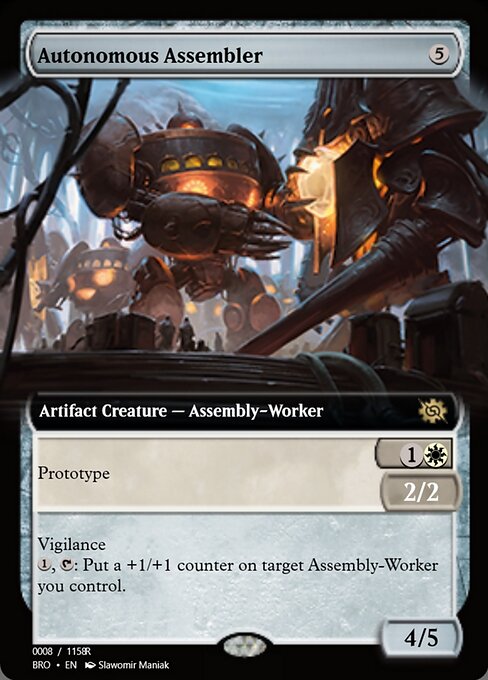 Autonomous Assembler 5
Artifact Creature — Assembly-Worker
Prototype 1
2/2
Vigilance
1, : Put a +1/+1 counter on target Assembly-Worker
you control.
4/5
0008 / 1158R
BRO • EN Slawomir Maniak